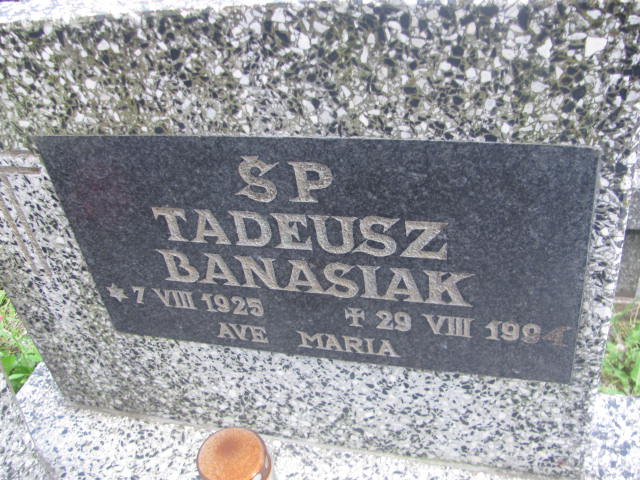 ŚP
TADEUSZ
BANASIAK
* 7 VIII 1925 ✝ 29 VIII 1994
AVE MARIA